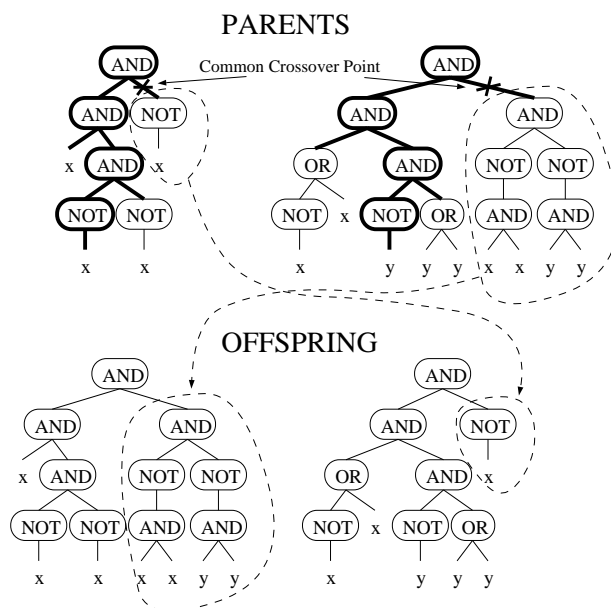 PARENTS
AND AND
Common Crossover Point
AND NOT AND AND
x AND x OR AND NOT NOT
NOT NOT NOT x NOT OR AND AND
x x x y y y x x y y
OFFSPRING
AND AND
AND AND AND NOT
x AND NOT NOT OR AND x
NOT NOT AND AND NOT x NOT OR
x x x x y y x y y y